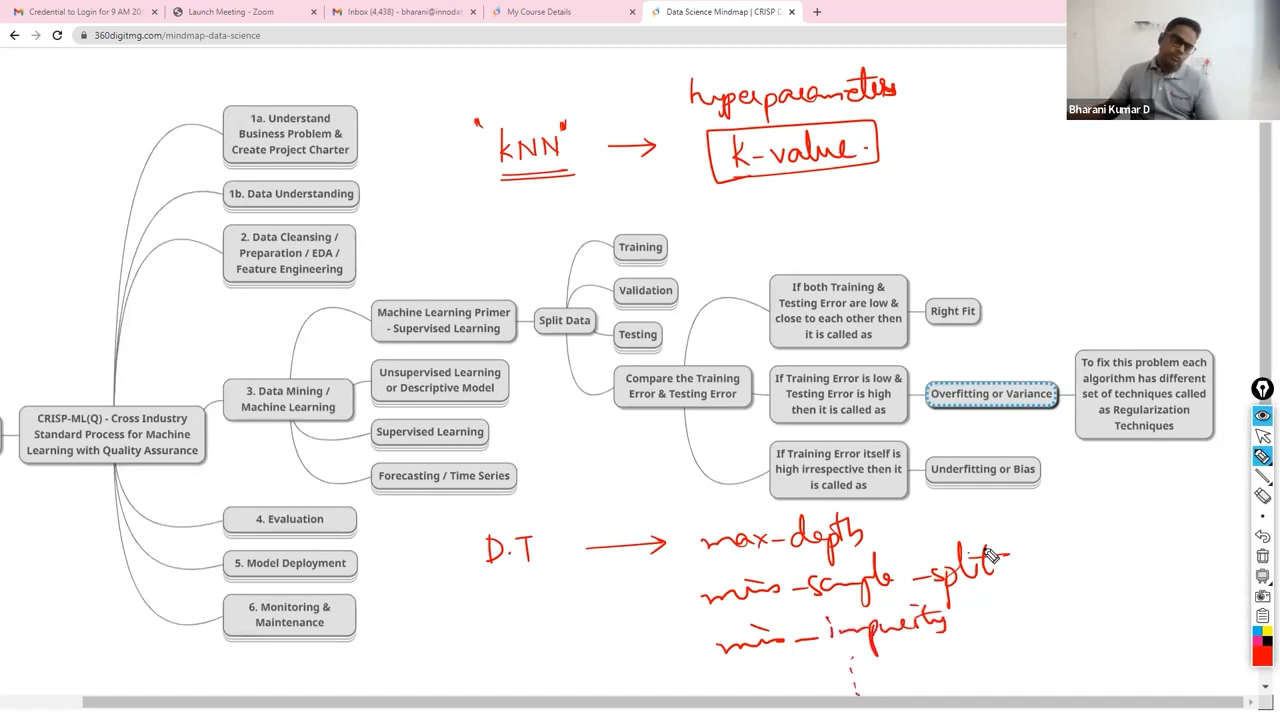 Credential to Login for 9 AM 20/
Launch Meeting - Zoom
Inbox (4,438) - bharani@innodat
My Course Details
Data Science Mindmap | CRISP D
360digitmg.com/mindmap-data-science
Bharani Kumar D
hyperparameters
"kNN"
k-value.
1a. Understand
Business Problem &
Create Project Charter
1b. Data Understanding
2. Data Cleansing /
Preparation / EDA /
Feature Engineering
3. Data Mining /
Machine Learning
CRISP-ML(Q) - Cross Industry
Standard Process for Machine
Learning with Quality Assurance
4. Evaluation
5. Model Deployment
6. Monitoring &
Maintenance
Machine Learning Primer
- Supervised Learning
Unsupervised Learning
or Descriptive Model
Supervised Learning
Forecasting / Time Series
Split Data
Training
Validation
Testing
Compare the Training
Error & Testing Error
If both Training &
Testing Error are low &
close to each other then
it is called as
Right Fit
If Training Error is low &
Testing Error is high
then it is called as
Overfitting or Variance
To fix this problem each
algorithm has different
set of techniques called
as Regularization
Techniques
If Training Error itself is
high irrespective then it
is called as
Underfitting or Bias
D.T
max-depth
min-sample-split
min-impurity